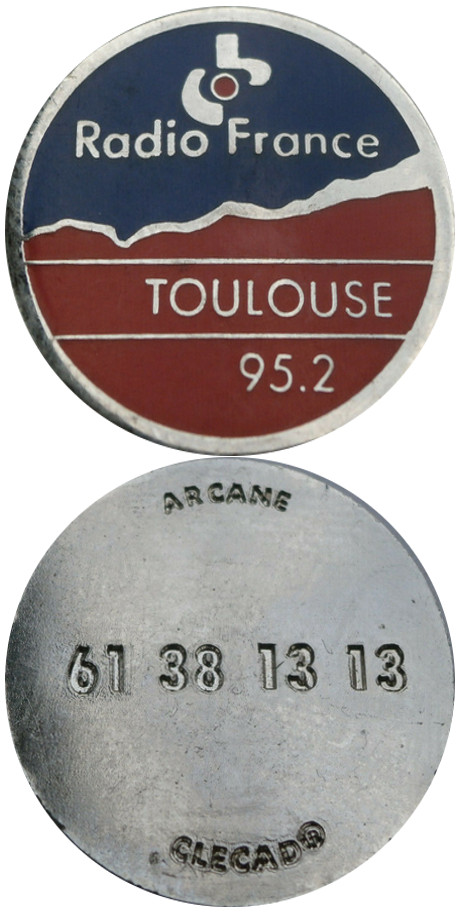 Radio France
TOULOUSE
95.2
ARCANE
61 38 13 13
CLECAD®